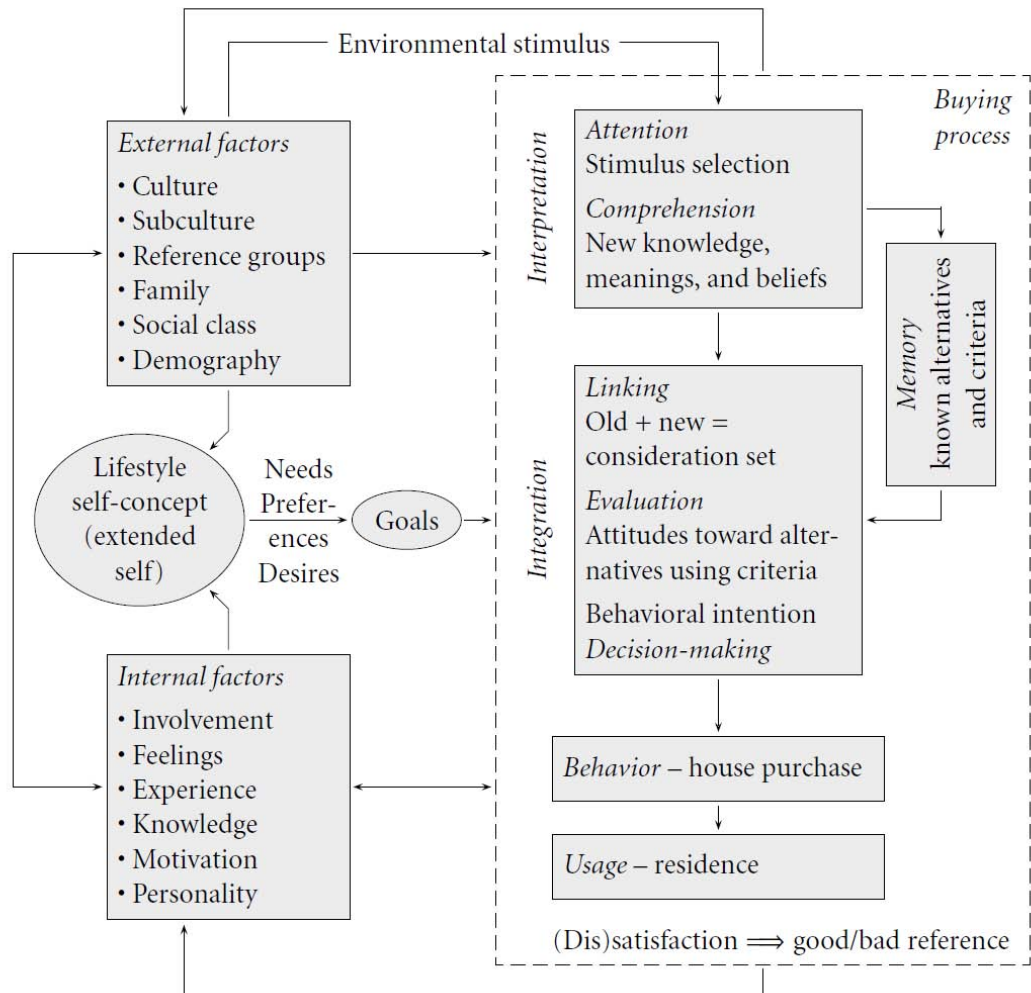 Environmental stimulus
External factors
• Culture
• Subculture
• Reference groups
• Family
• Social class
• Demography
Lifestyle
self-concept
(extended
self)
Needs
Prefer-
ences
Desires
Goals
Internal factors
• Involvement
• Feelings
• Experience
• Knowledge
• Motivation
• Personality
Buying
process
Interpretation
Attention
Stimulus selection
Comprehension
New knowledge,
meanings, and beliefs
Memory
known alternatives
and criteria
Integration
Linking
Old + new =
consideration set
Evaluation
Attitudes toward alter-
natives using criteria
Behavioral intention
Decision-making
Behavior – house purchase
Usage – residence
(Dis)satisfaction ⟹ good/bad reference